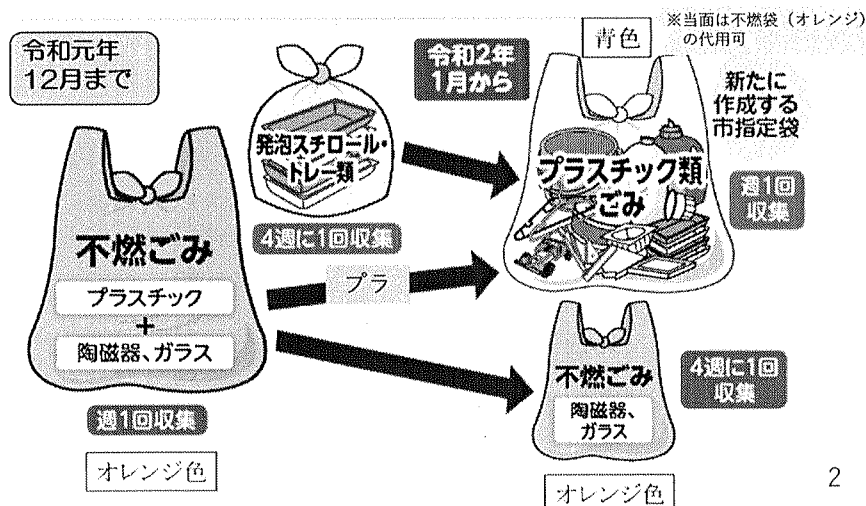 令和元年
12月まで
不燃ごみ
プラスチック
+
陶磁器、ガラス
週1回収集
オレンジ色
発泡スチロール・
トレー類
4週に1回収集
プラ
令和2年
1月から
青色
※当面は不燃袋（オレンジ）
の代用可
新たに
作成する
市指定袋
プラスチック類
ごみ
週1回
収集
不燃ごみ
陶磁器、
ガラス
4週に1回
収集
オレンジ色
2